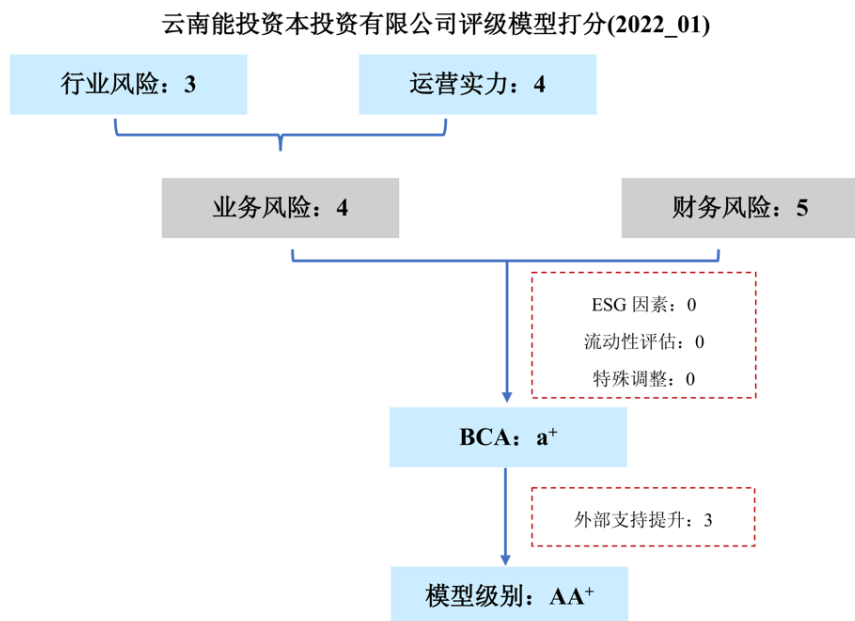 云南能投资本投资有限公司评级模型打分(2022_01)
行业风险：3
运营实力：4
业务风险：4
财务风险：5
ESG 因素：0
流动性评估：0
特殊调整：0
BCA：a⁺
外部支持提升：3
模型级别：AA⁺